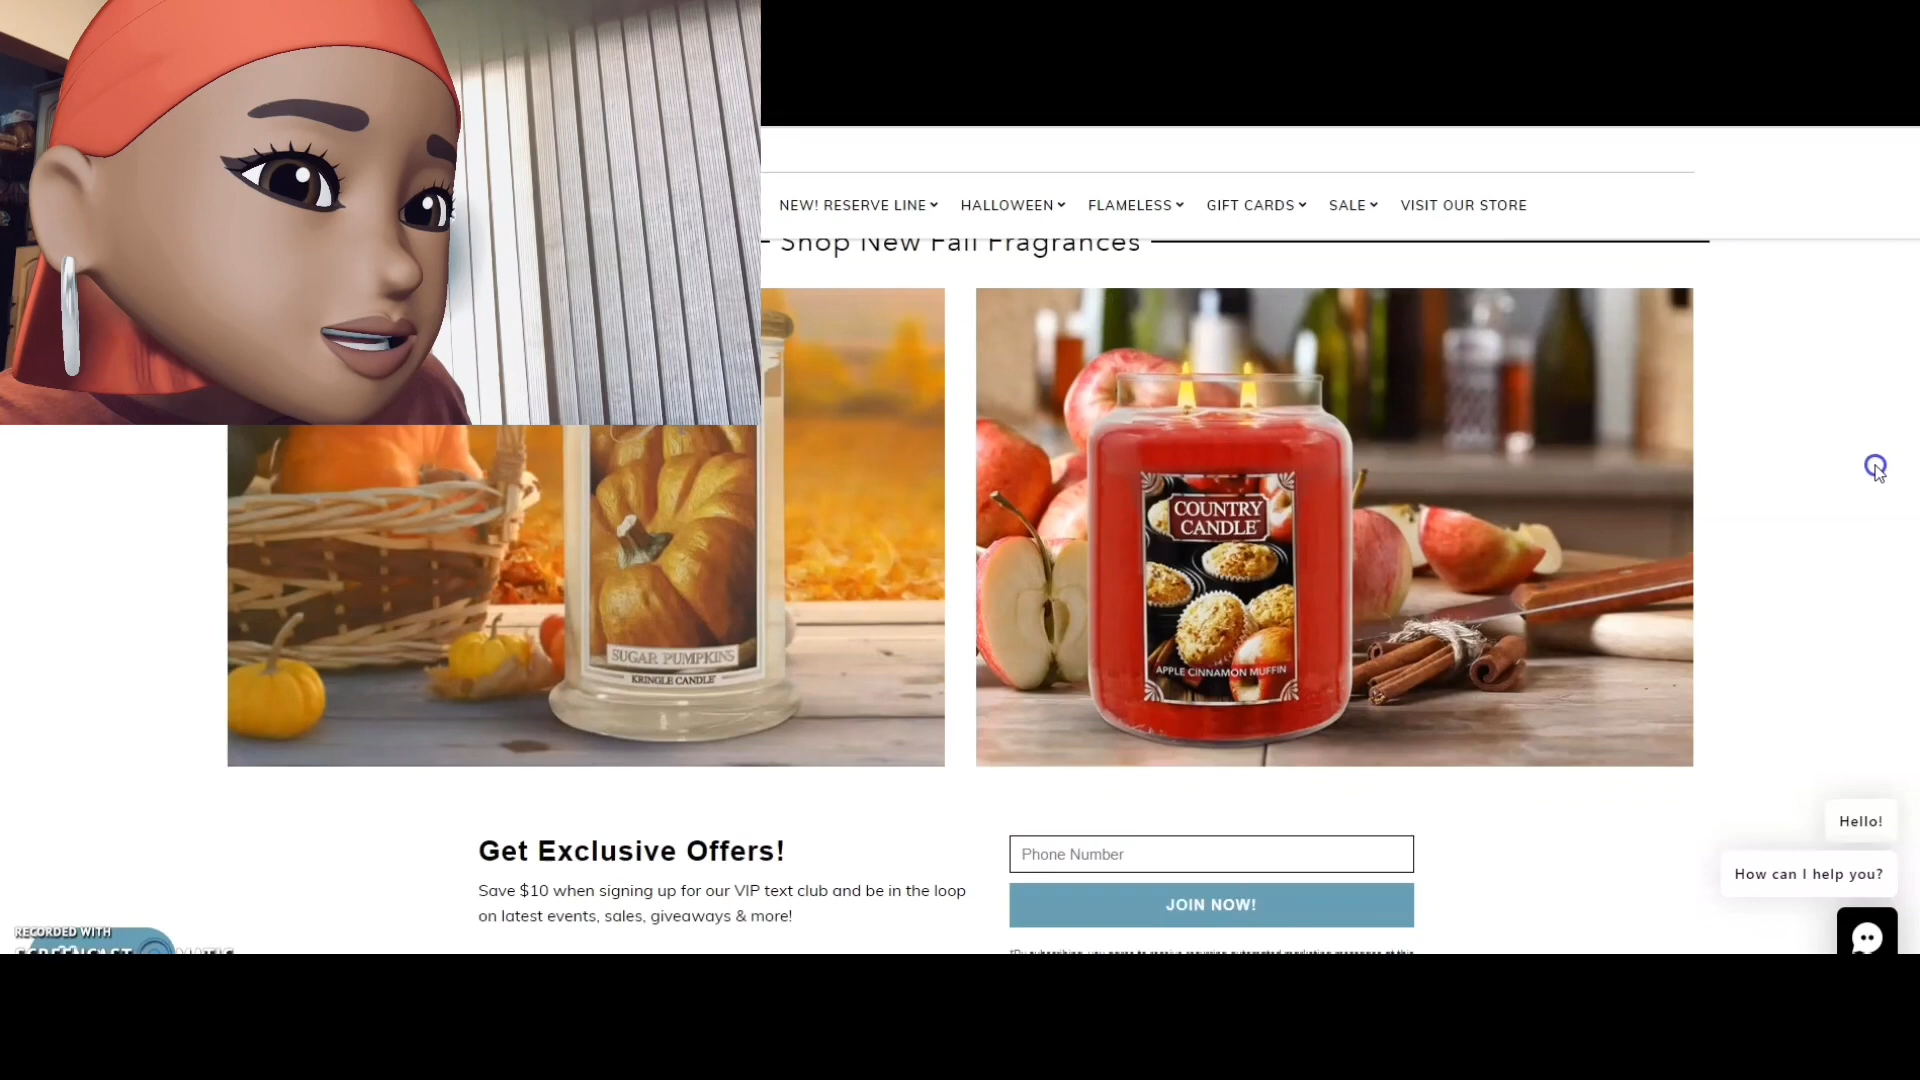 NEW! RESERVE LINE HALLOWEEN FLAMELESS GIFT CARDS SALE VISIT OUR STORE
Shop New Fall Fragrances
SUGAR PUMPKINS
KRINGLE CANDLE
COUNTRY
CANDLE
APPLE CINNAMON MUFFIN
Get Exclusive Offers!
Save $10 when signing up for our VIP text club and be in the loop
on latest events, sales, giveaways & more!
Phone Number
JOIN NOW!
Hello!
How can I help you?
RECORDED WITH